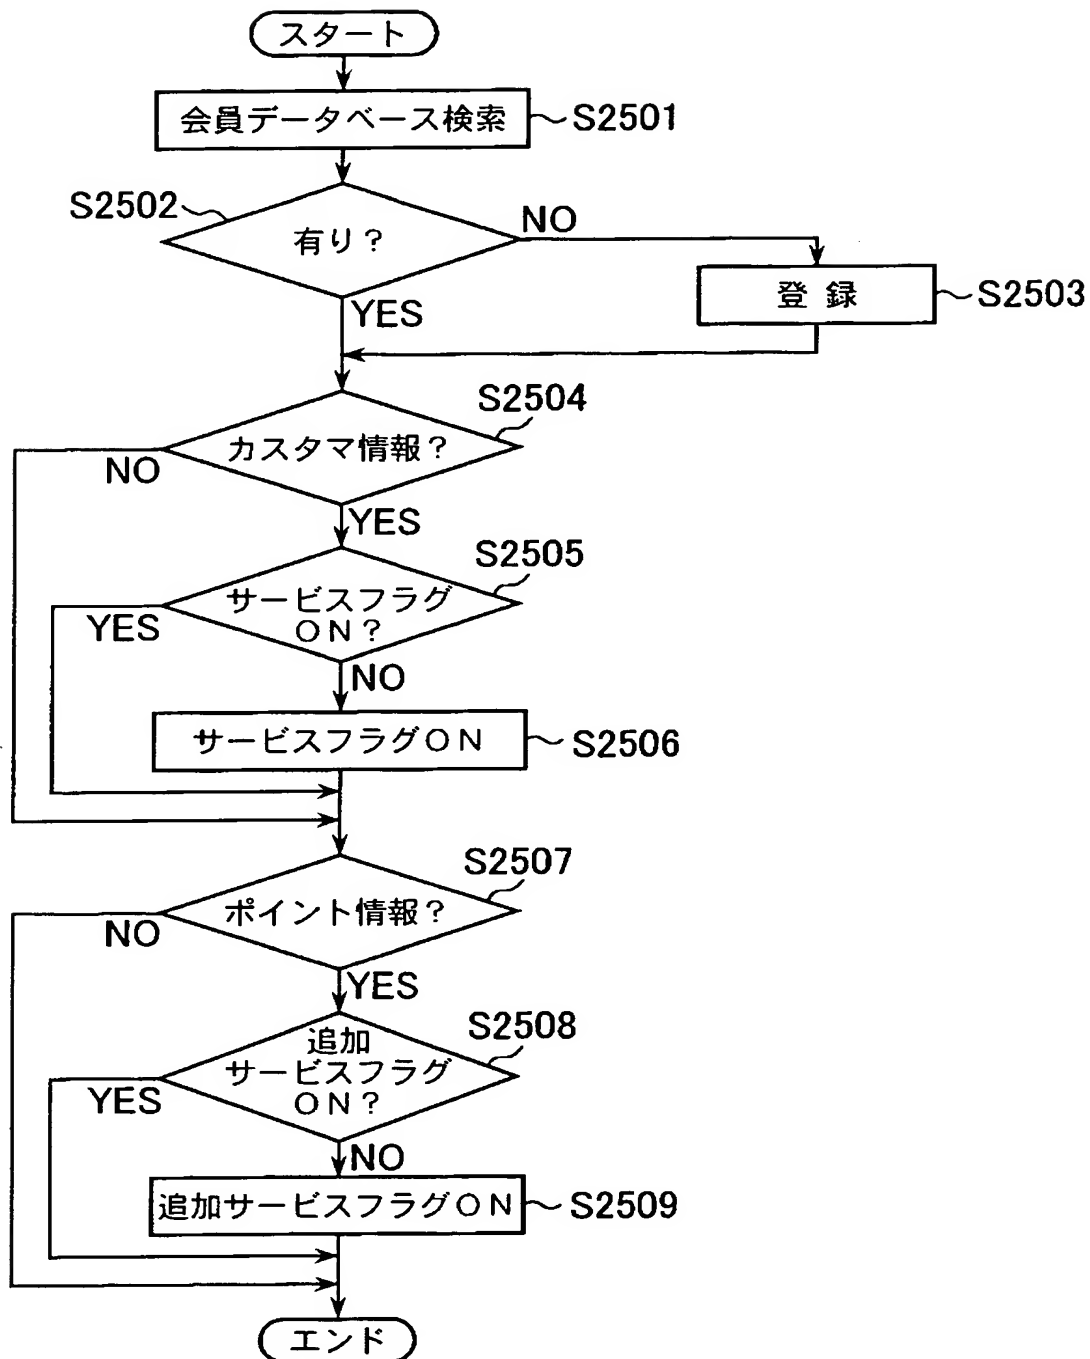 スタート
会員データベース検索
S2501
S2502
有り？
NO
YES
登 録
S2503
S2504
カスタマ情報？
NO
YES
S2505
サービスフラグ
ＯＮ？
YES
NO
サービスフラグＯＮ
S2506
S2507
ポイント情報？
NO
YES
S2508
追加
サービスフラグ
ＯＮ？
YES
NO
追加サービスフラグＯＮ
S2509
エンド